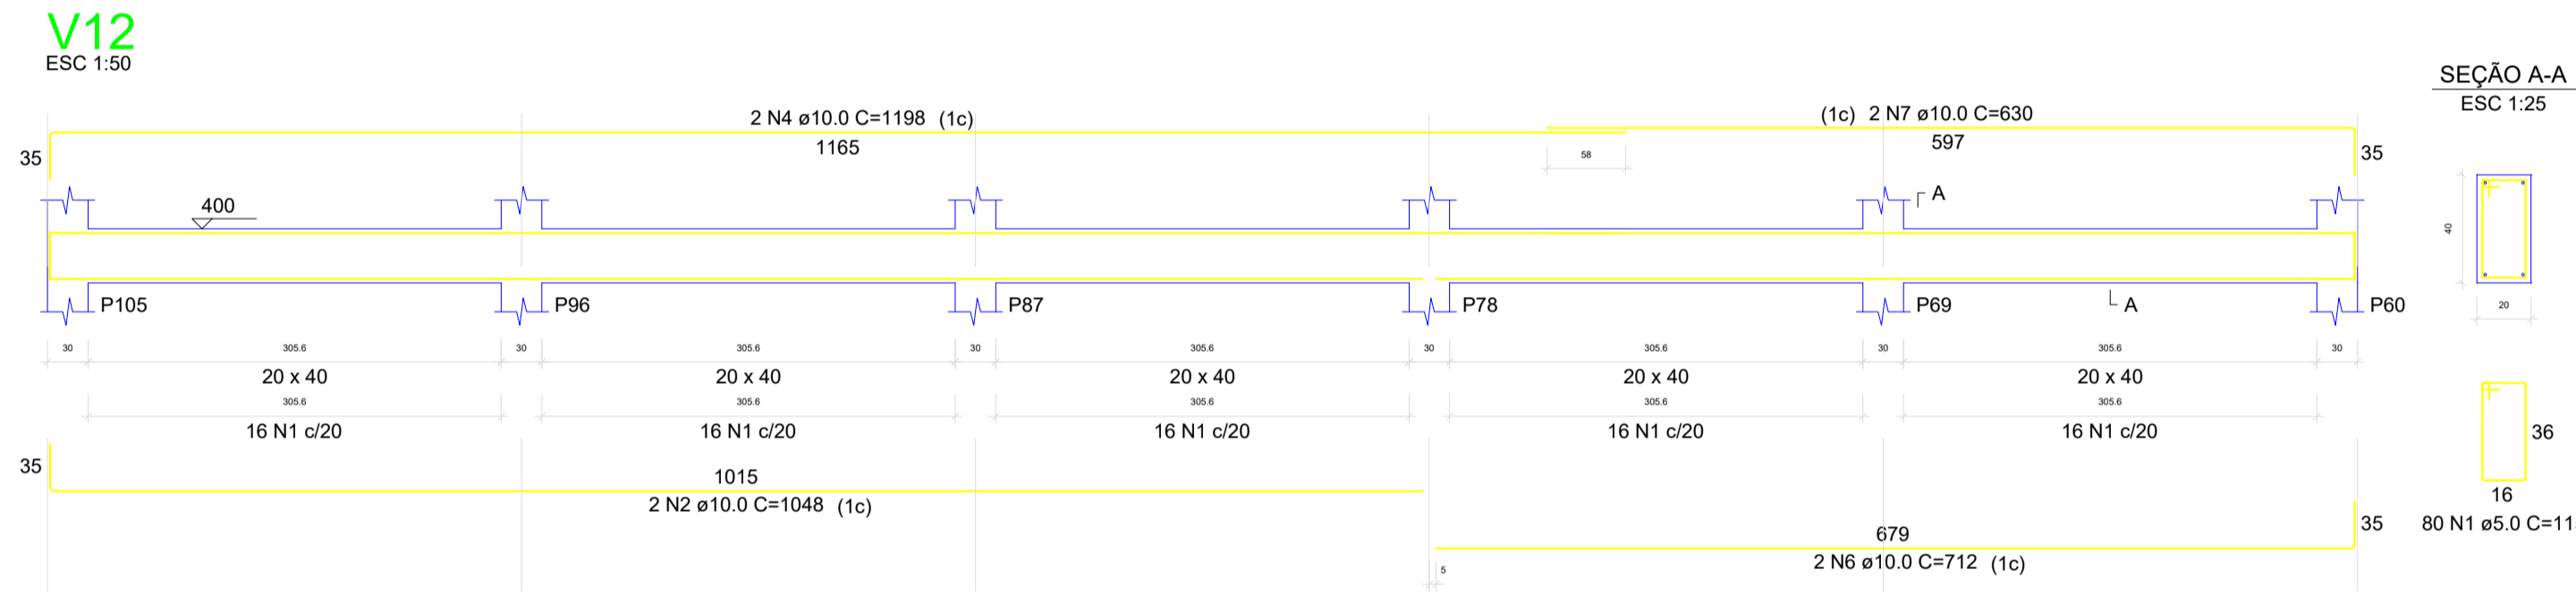 V12
ESC 1:50
SEÇÃO A-A
ESC 1:25
2 N4 ø10.0 C=1198 (1c)
1165
(1c) 2 N7 ø10.0 C=630
597
35
58
35
400
A
40
20
P105 P96 P87 P78 P69 A P60
30 305.6 30 305.6 30 305.6 30 305.6 30 305.6 30
20 x 40 20 x 40 20 x 40 20 x 40 20 x 40
305.6 305.6 305.6 305.6 305.6
16 N1 c/20 16 N1 c/20 16 N1 c/20 16 N1 c/20 16 N1 c/20
36
16
80 N1 ø5.0 C=11
35
1015
2 N2 ø10.0 C=1048 (1c)
679
35
2 N6 ø10.0 C=712 (1c)
5